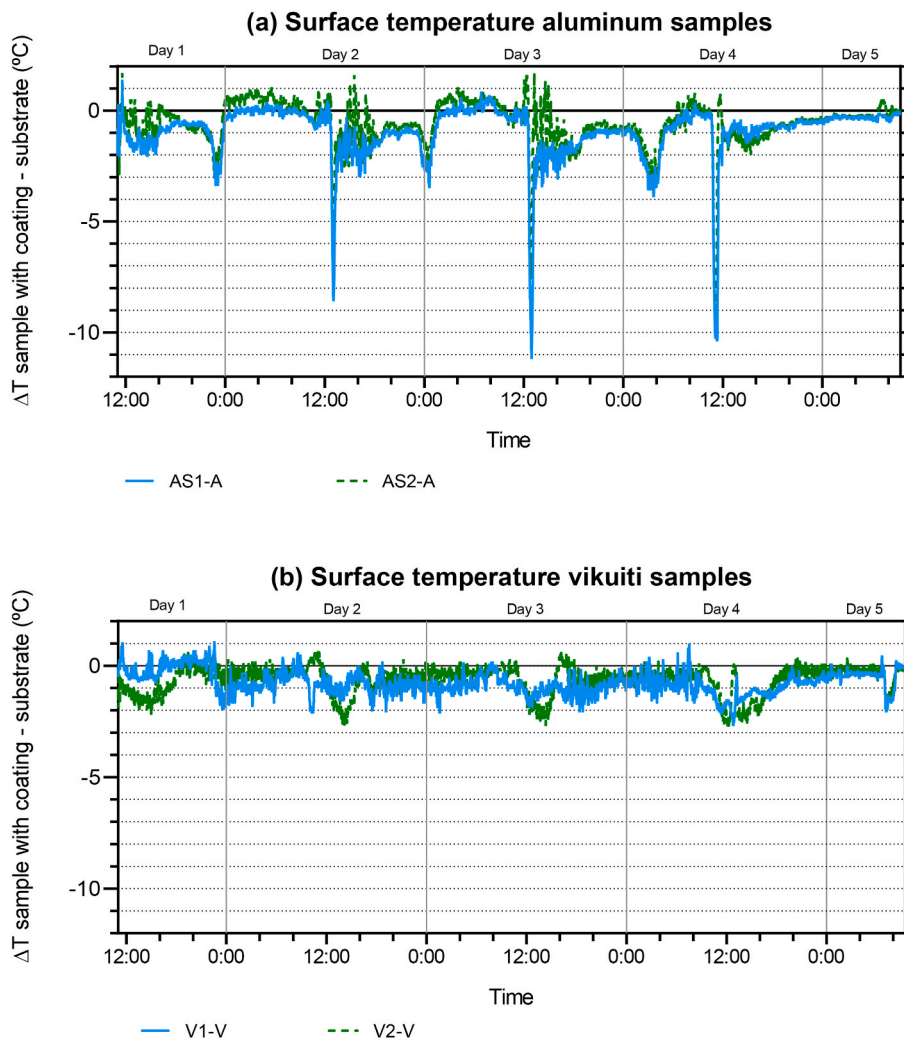 (a) Surface temperature aluminum samples
Day 1 Day 2 Day 3 Day 4 Day 5
ΔT sample with coating - substrate (ºC)
0
-5
-10
12:00 0:00 12:00 0:00 12:00 0:00 12:00 0:00
Time
AS1-A AS2-A
(b) Surface temperature vikuiti samples
Day 1 Day 2 Day 3 Day 4 Day 5
ΔT sample with coating - substrate (ºC)
0
-5
-10
12:00 0:00 12:00 0:00 12:00 0:00 12:00 0:00
Time
V1-V V2-V